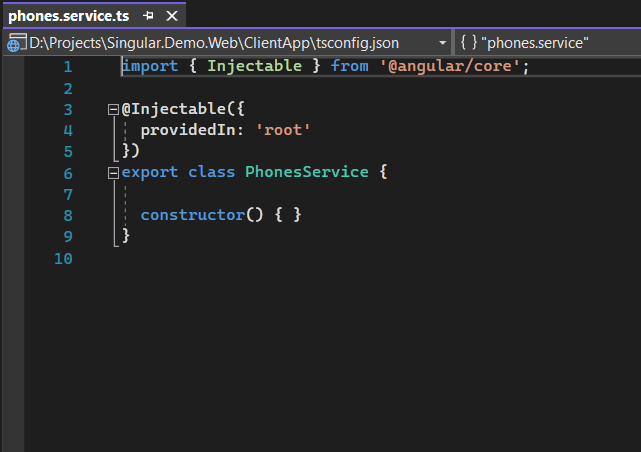 phones.service.ts
D:\Projects\Singular.Demo.Web\ClientApp\tsconfig.json { } "phones.service"
1 import { Injectable } from '@angular/core';
2
3 @Injectable({
4   providedIn: 'root'
5 })
6 export class PhonesService {
7
8   constructor() { }
9 }
10